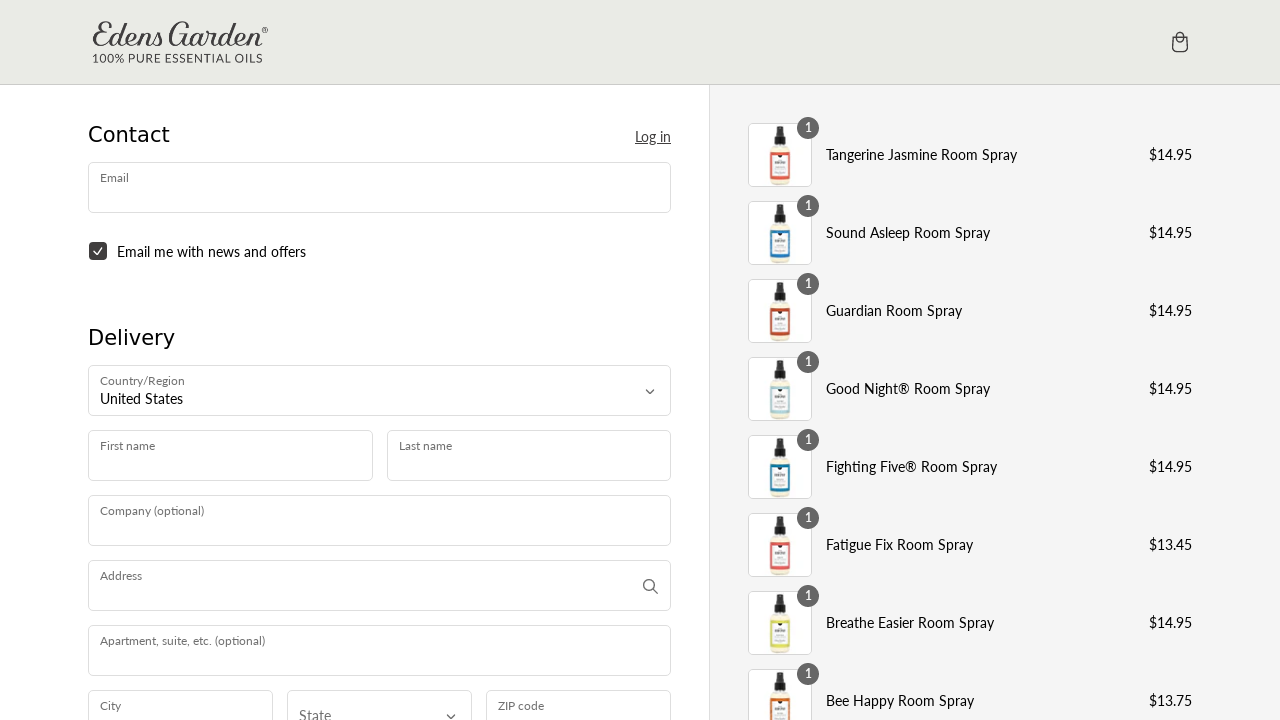 Edens Garden®
100% PURE ESSENTIAL OILS
Contact
Log in
Email
Email me with news and offers
Delivery
Country/Region
United States
First name
Last name
Company (optional)
Address
Apartment, suite, etc. (optional)
City
State
ZIP code
1
Tangerine Jasmine Room Spray
$14.95
1
Sound Asleep Room Spray
$14.95
1
Guardian Room Spray
$14.95
1
Good Night® Room Spray
$14.95
1
Fighting Five® Room Spray
$14.95
1
Fatigue Fix Room Spray
$13.45
1
Breathe Easier Room Spray
$14.95
1
Bee Happy Room Spray
$13.75